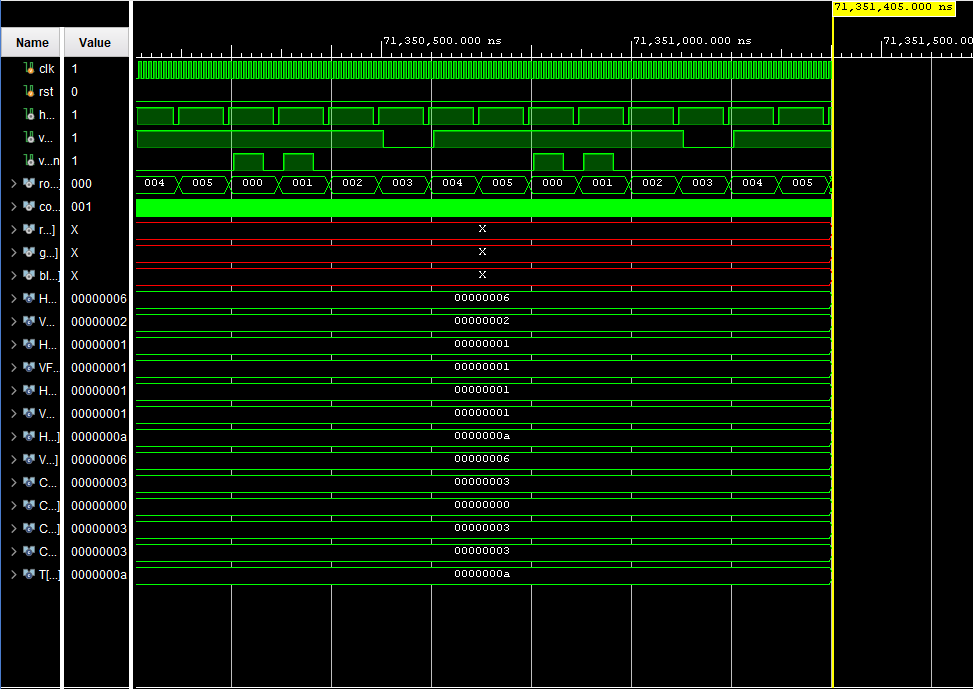 71,351,405.000 ns
Name Value
71,350,500.000 ns 71,351,000.000 ns 71,351,500.00
clk 1
rst 0
h... 1
v... 1
v...n 1
ro...] 000 004 005 000 001 002 003 004 005 000 001 002 003 004 005
co... 001
r...] X X
g...] X X
bl...] X X
H... 00000006 00000006
V... 00000002 00000002
H... 00000001 00000001
VF... 00000001 00000001
H... 00000001 00000001
V... 00000001 00000001
H...] 0000000a 0000000a
V...] 00000006 00000006
C... 00000003 00000003
C...] 00000000 00000000
C...] 00000003 00000003
C... 00000003 00000003
T[...] 0000000a 0000000a